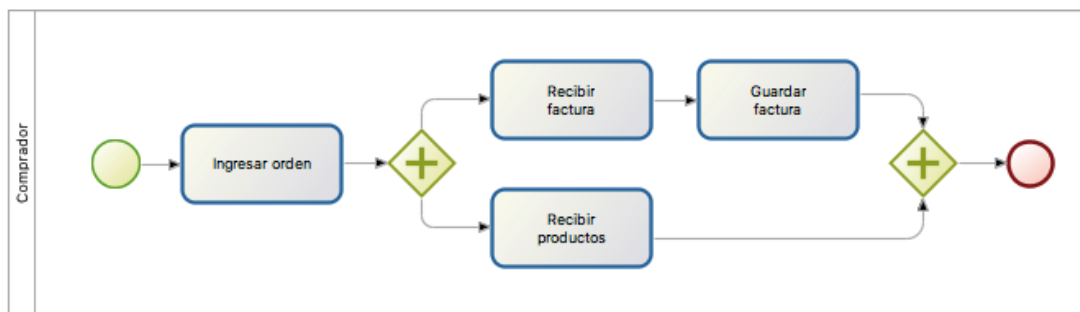 Comprador
Ingresar orden
Recibir
factura
Guardar
factura
Recibir
productos